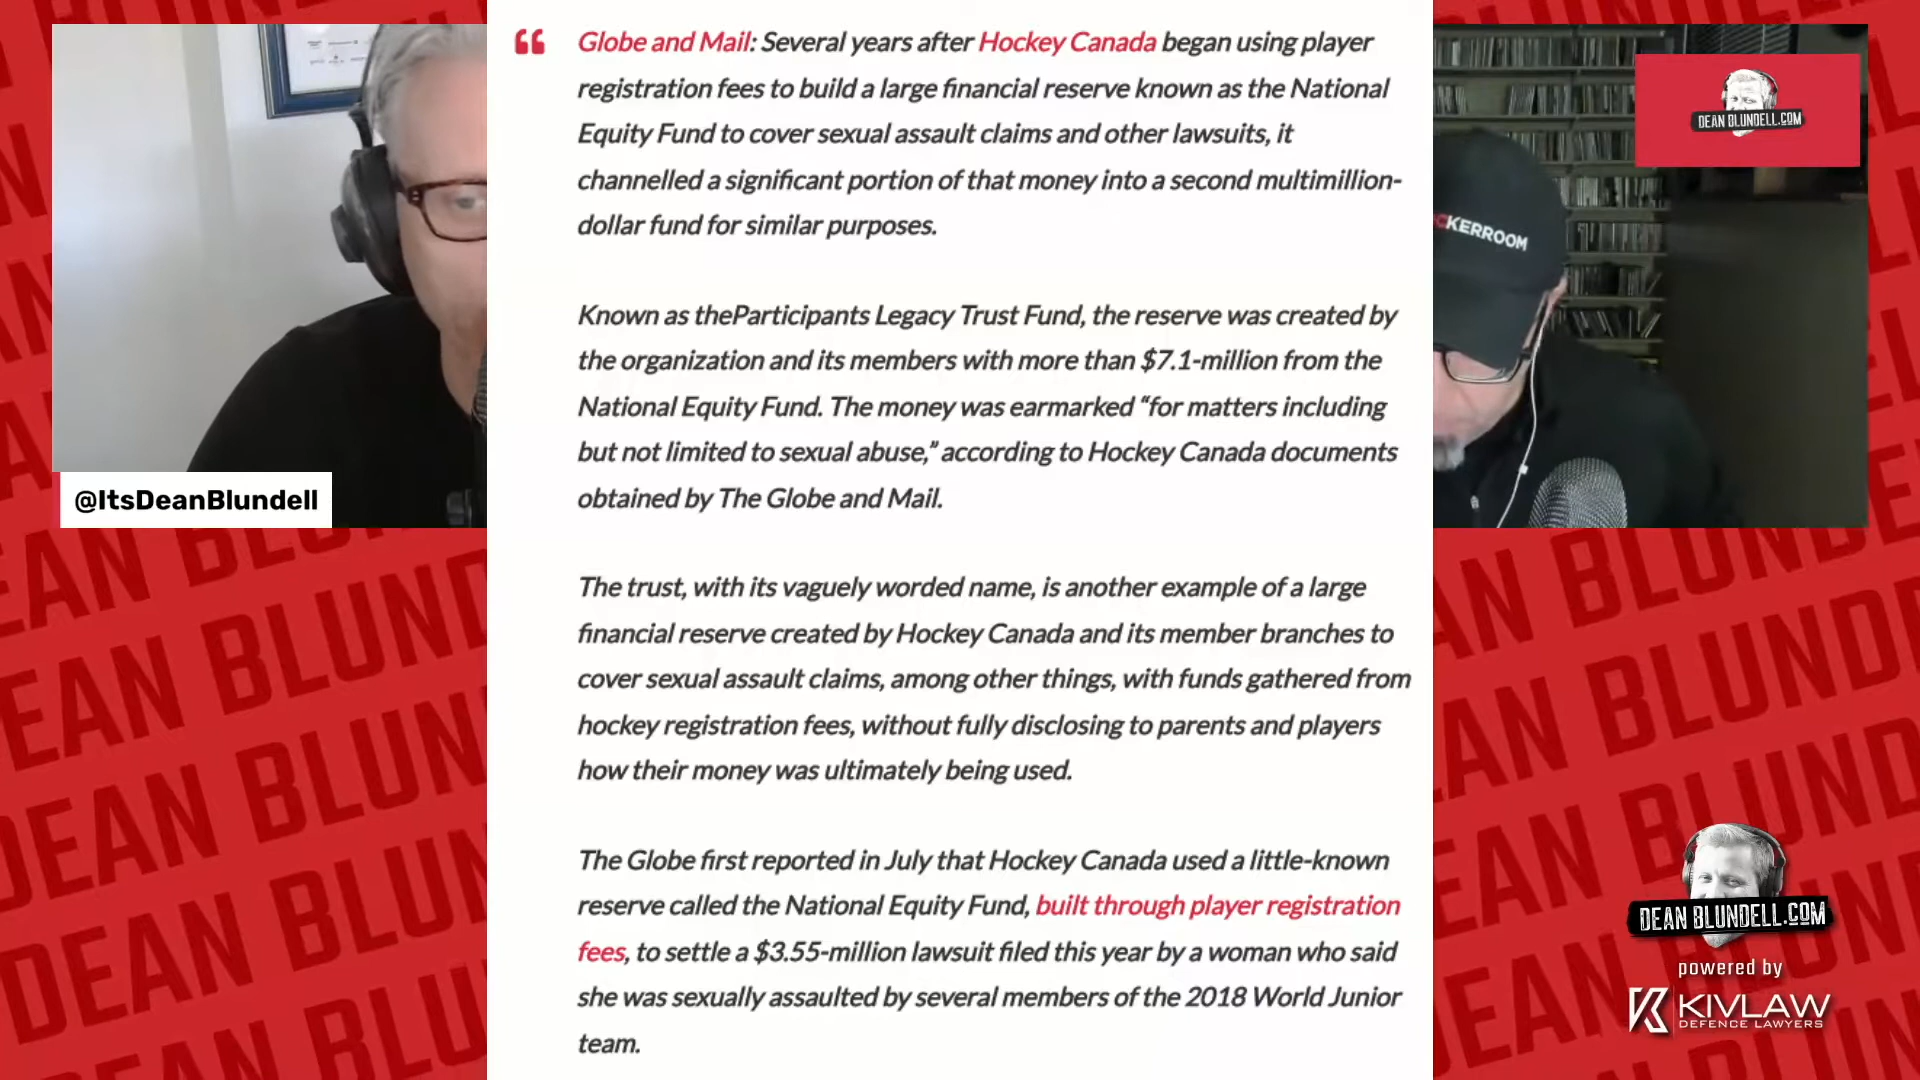 Globe and Mail: Several years after Hockey Canada began using player
registration fees to build a large financial reserve known as the National
Equity Fund to cover sexual assault claims and other lawsuits, it
channelled a significant portion of that money into a second multimillion-
dollar fund for similar purposes.
Known as theParticipants Legacy Trust Fund, the reserve was created by
the organization and its members with more than $7.1-million from the
National Equity Fund. The money was earmarked “for matters including
but not limited to sexual abuse,” according to Hockey Canada documents
obtained by The Globe and Mail.
The trust, with its vaguely worded name, is another example of a large
financial reserve created by Hockey Canada and its member branches to
cover sexual assault claims, among other things, with funds gathered from
hockey registration fees, without fully disclosing to parents and players
how their money was ultimately being used.
The Globe first reported in July that Hockey Canada used a little-known
reserve called the National Equity Fund, built through player registration
fees, to settle a $3.55-million lawsuit filed this year by a woman who said
she was sexually assaulted by several members of the 2018 World Junior
team.
@ItsDeanBlundell
DEAN BLUNDELL.COM
CKERROOM
DEAN BLUNDELL.COM
powered by
KIVLAW
DEFENCE LAWYERS
DEAN BLUNDELL